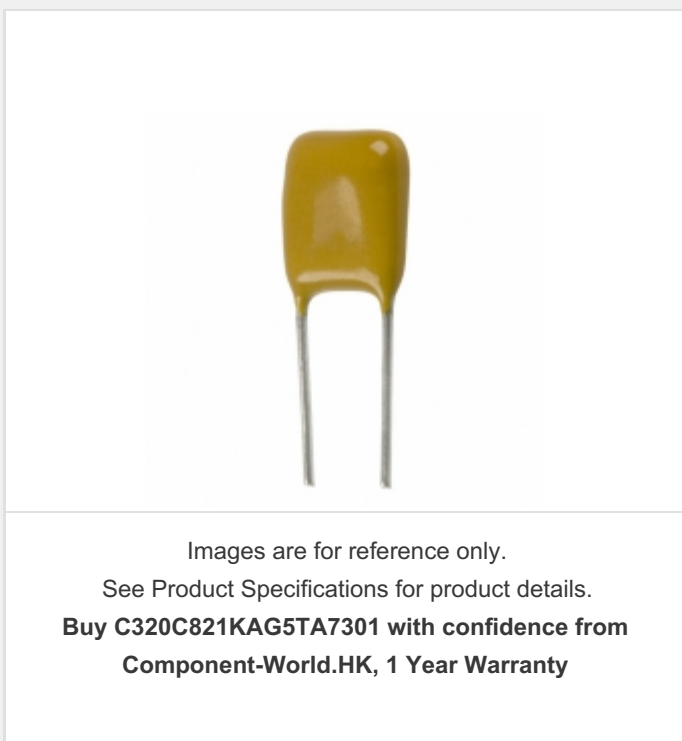 Images are for reference only.
See Product Specifications for product details.
Buy C320C821KAG5TA7301 with confidence from
Component-World.HK, 1 Year Warranty